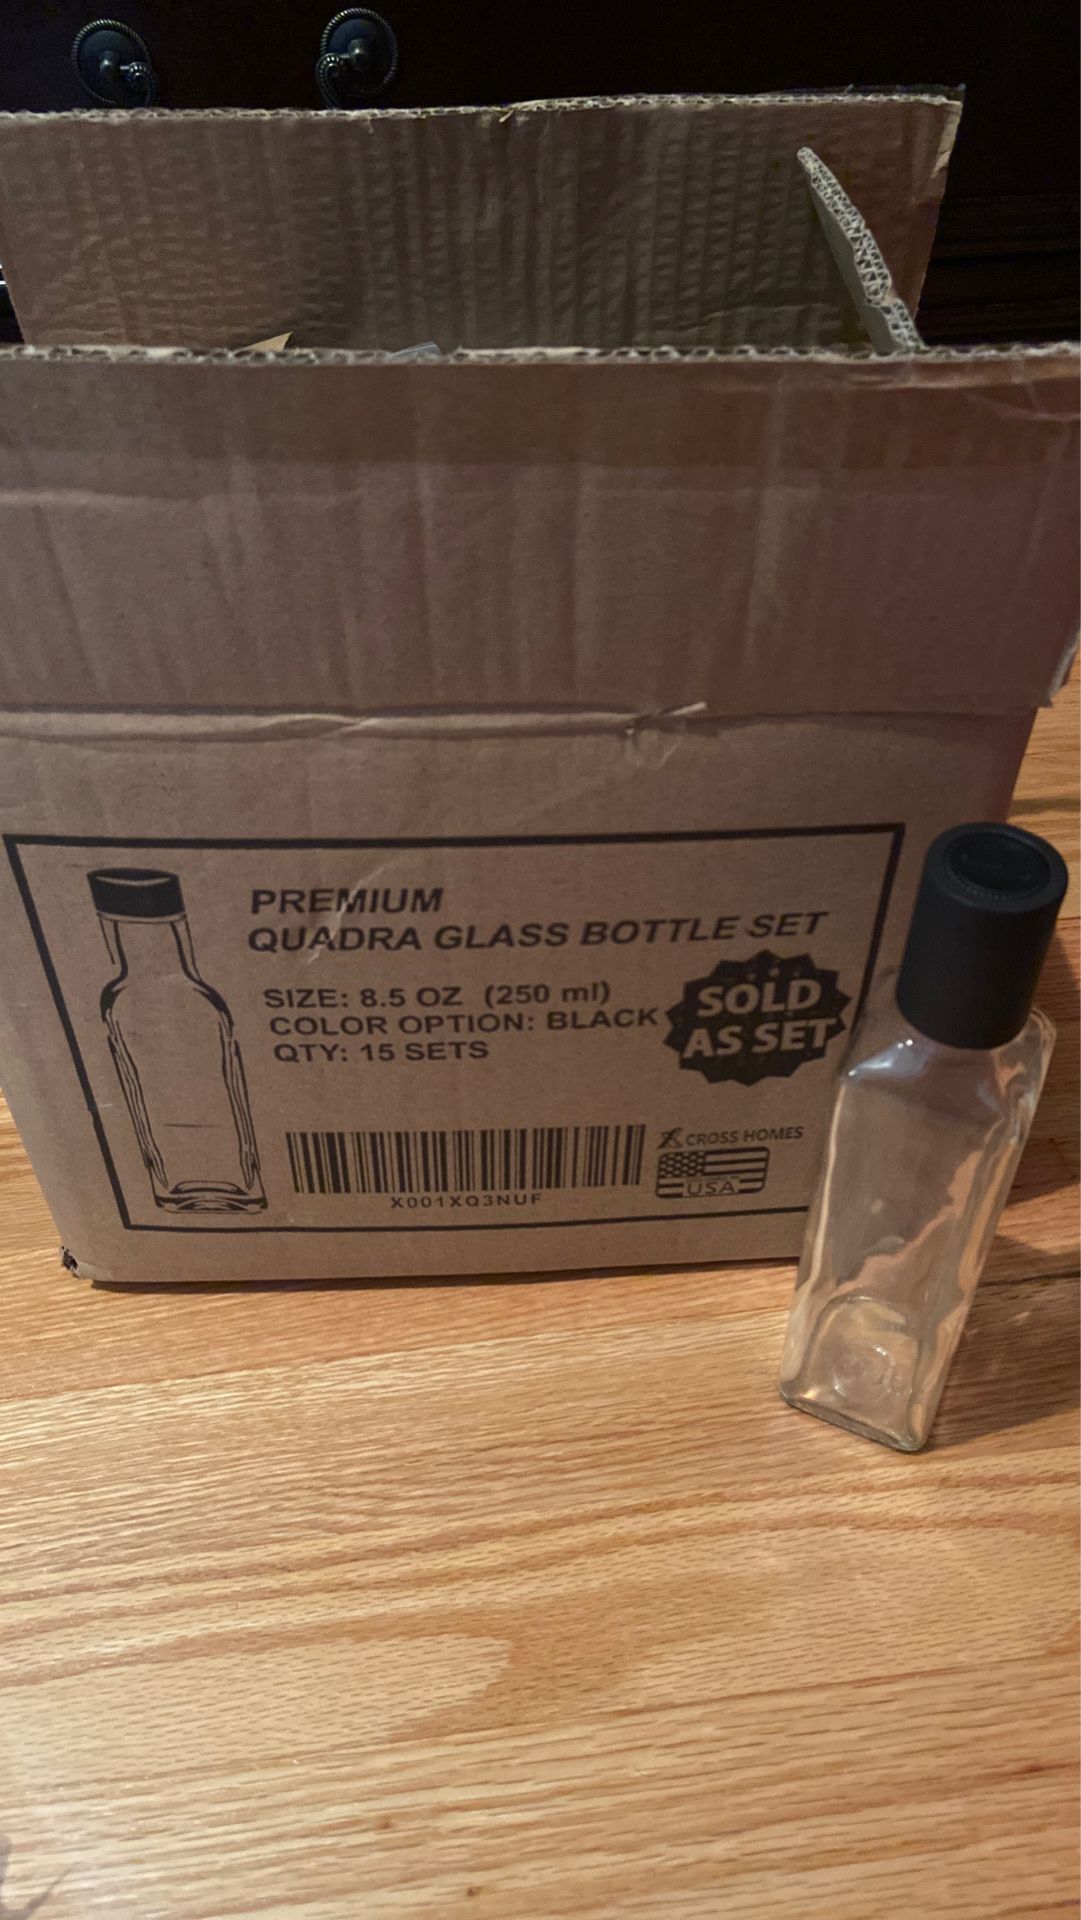 PREMIUM
QUADRA GLASS BOTTLE SET
SIZE: 8.5 OZ (250 ml)
COLOR OPTION: BLACK
QTY: 15 SETS
SOLD
AS SET
X001XQ3NUF
CROSS HOMES
USA